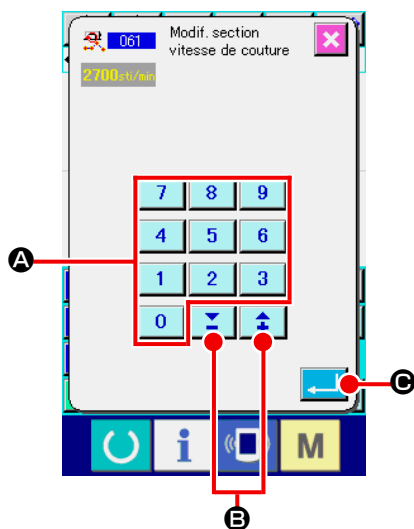 061 Modif. section
vitesse de couture
2700sti/min
7 8 9
A 4 5 6
1 2 3
0
C
M
B